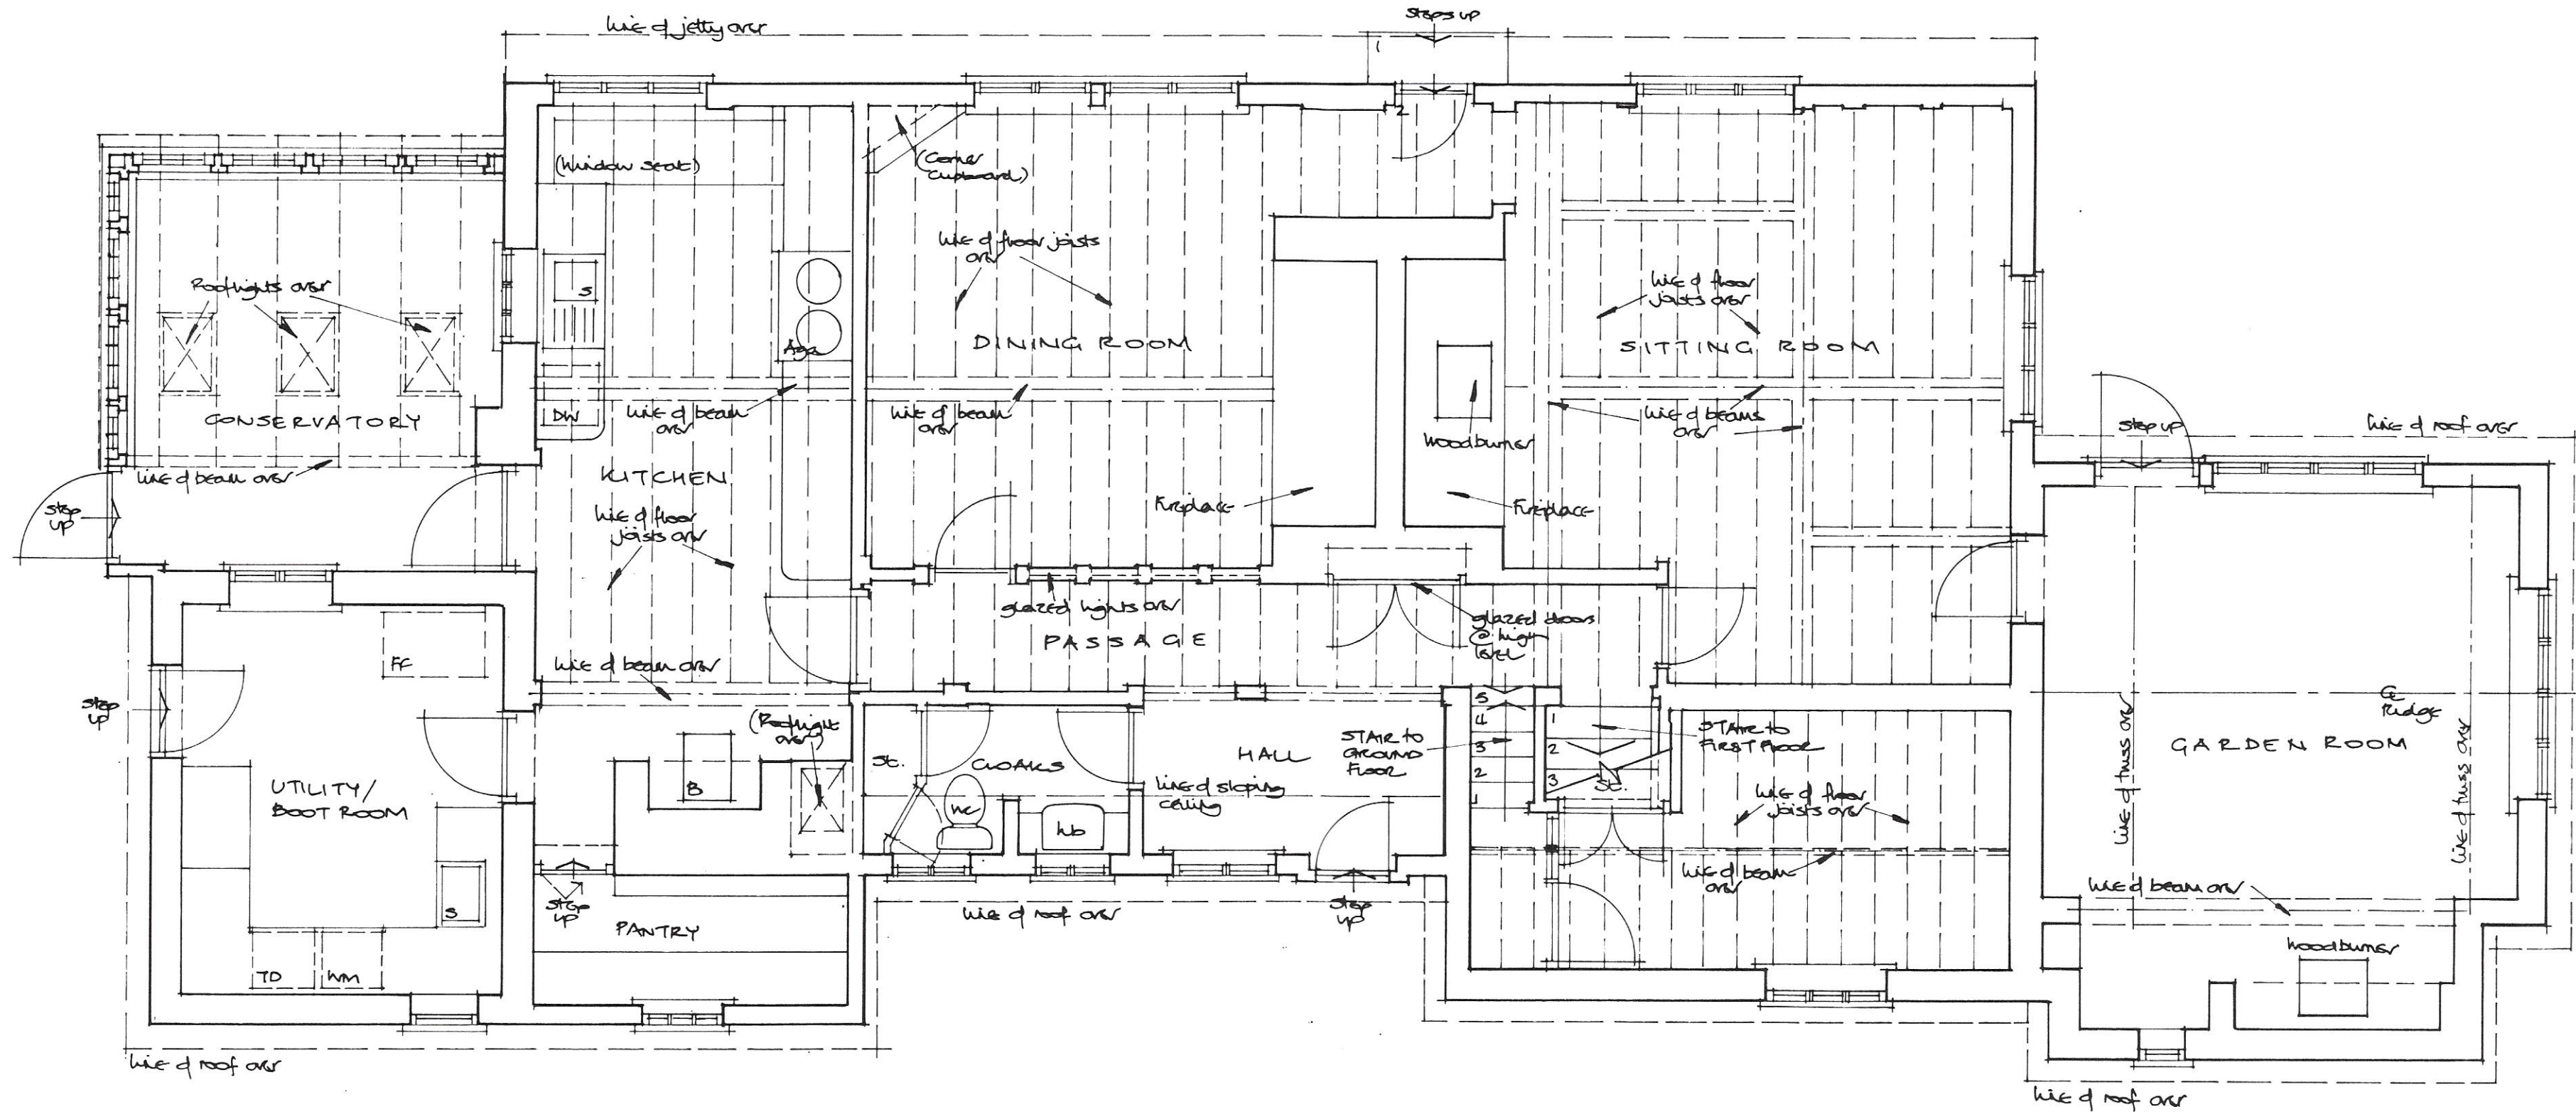 line of jetty over
steps up
1
2
(Window Seat)
(Corner
Cupboard)
Rooflights over
S
Aga
DW
line of beam
over
CONSERVATORY
line of beam over
step
up
KITCHEN
line of floor
joists over
line of floor joists
over
DINING ROOM
line of beam
over
Fireplace
woodburner
Fireplace
line of floor
joists over
SITTING ROOM
line of beams
over
step up
line of roof over
glazed lights over
PASSAGE
glazed doors
@ high
level
FF
step
up
UTILITY/
BOOT ROOM
S
TD
WM
line of beam over
(Rooflight
over)
B
step
up
PANTRY
St.
CLOAKS
wc
hb
HALL
line of sloping
ceiling
STAIR to
GROUND
FLOOR
5
4
3
2
1
1
2
3
St.
STAIR to
FIRST FLOOR
line of floor
joists over
line of beam
over
line of roof over
step
up
line of truss over
CL
Ridge
GARDEN ROOM
line of truss over
line of beam over
woodburner
line of roof over
line of roof over